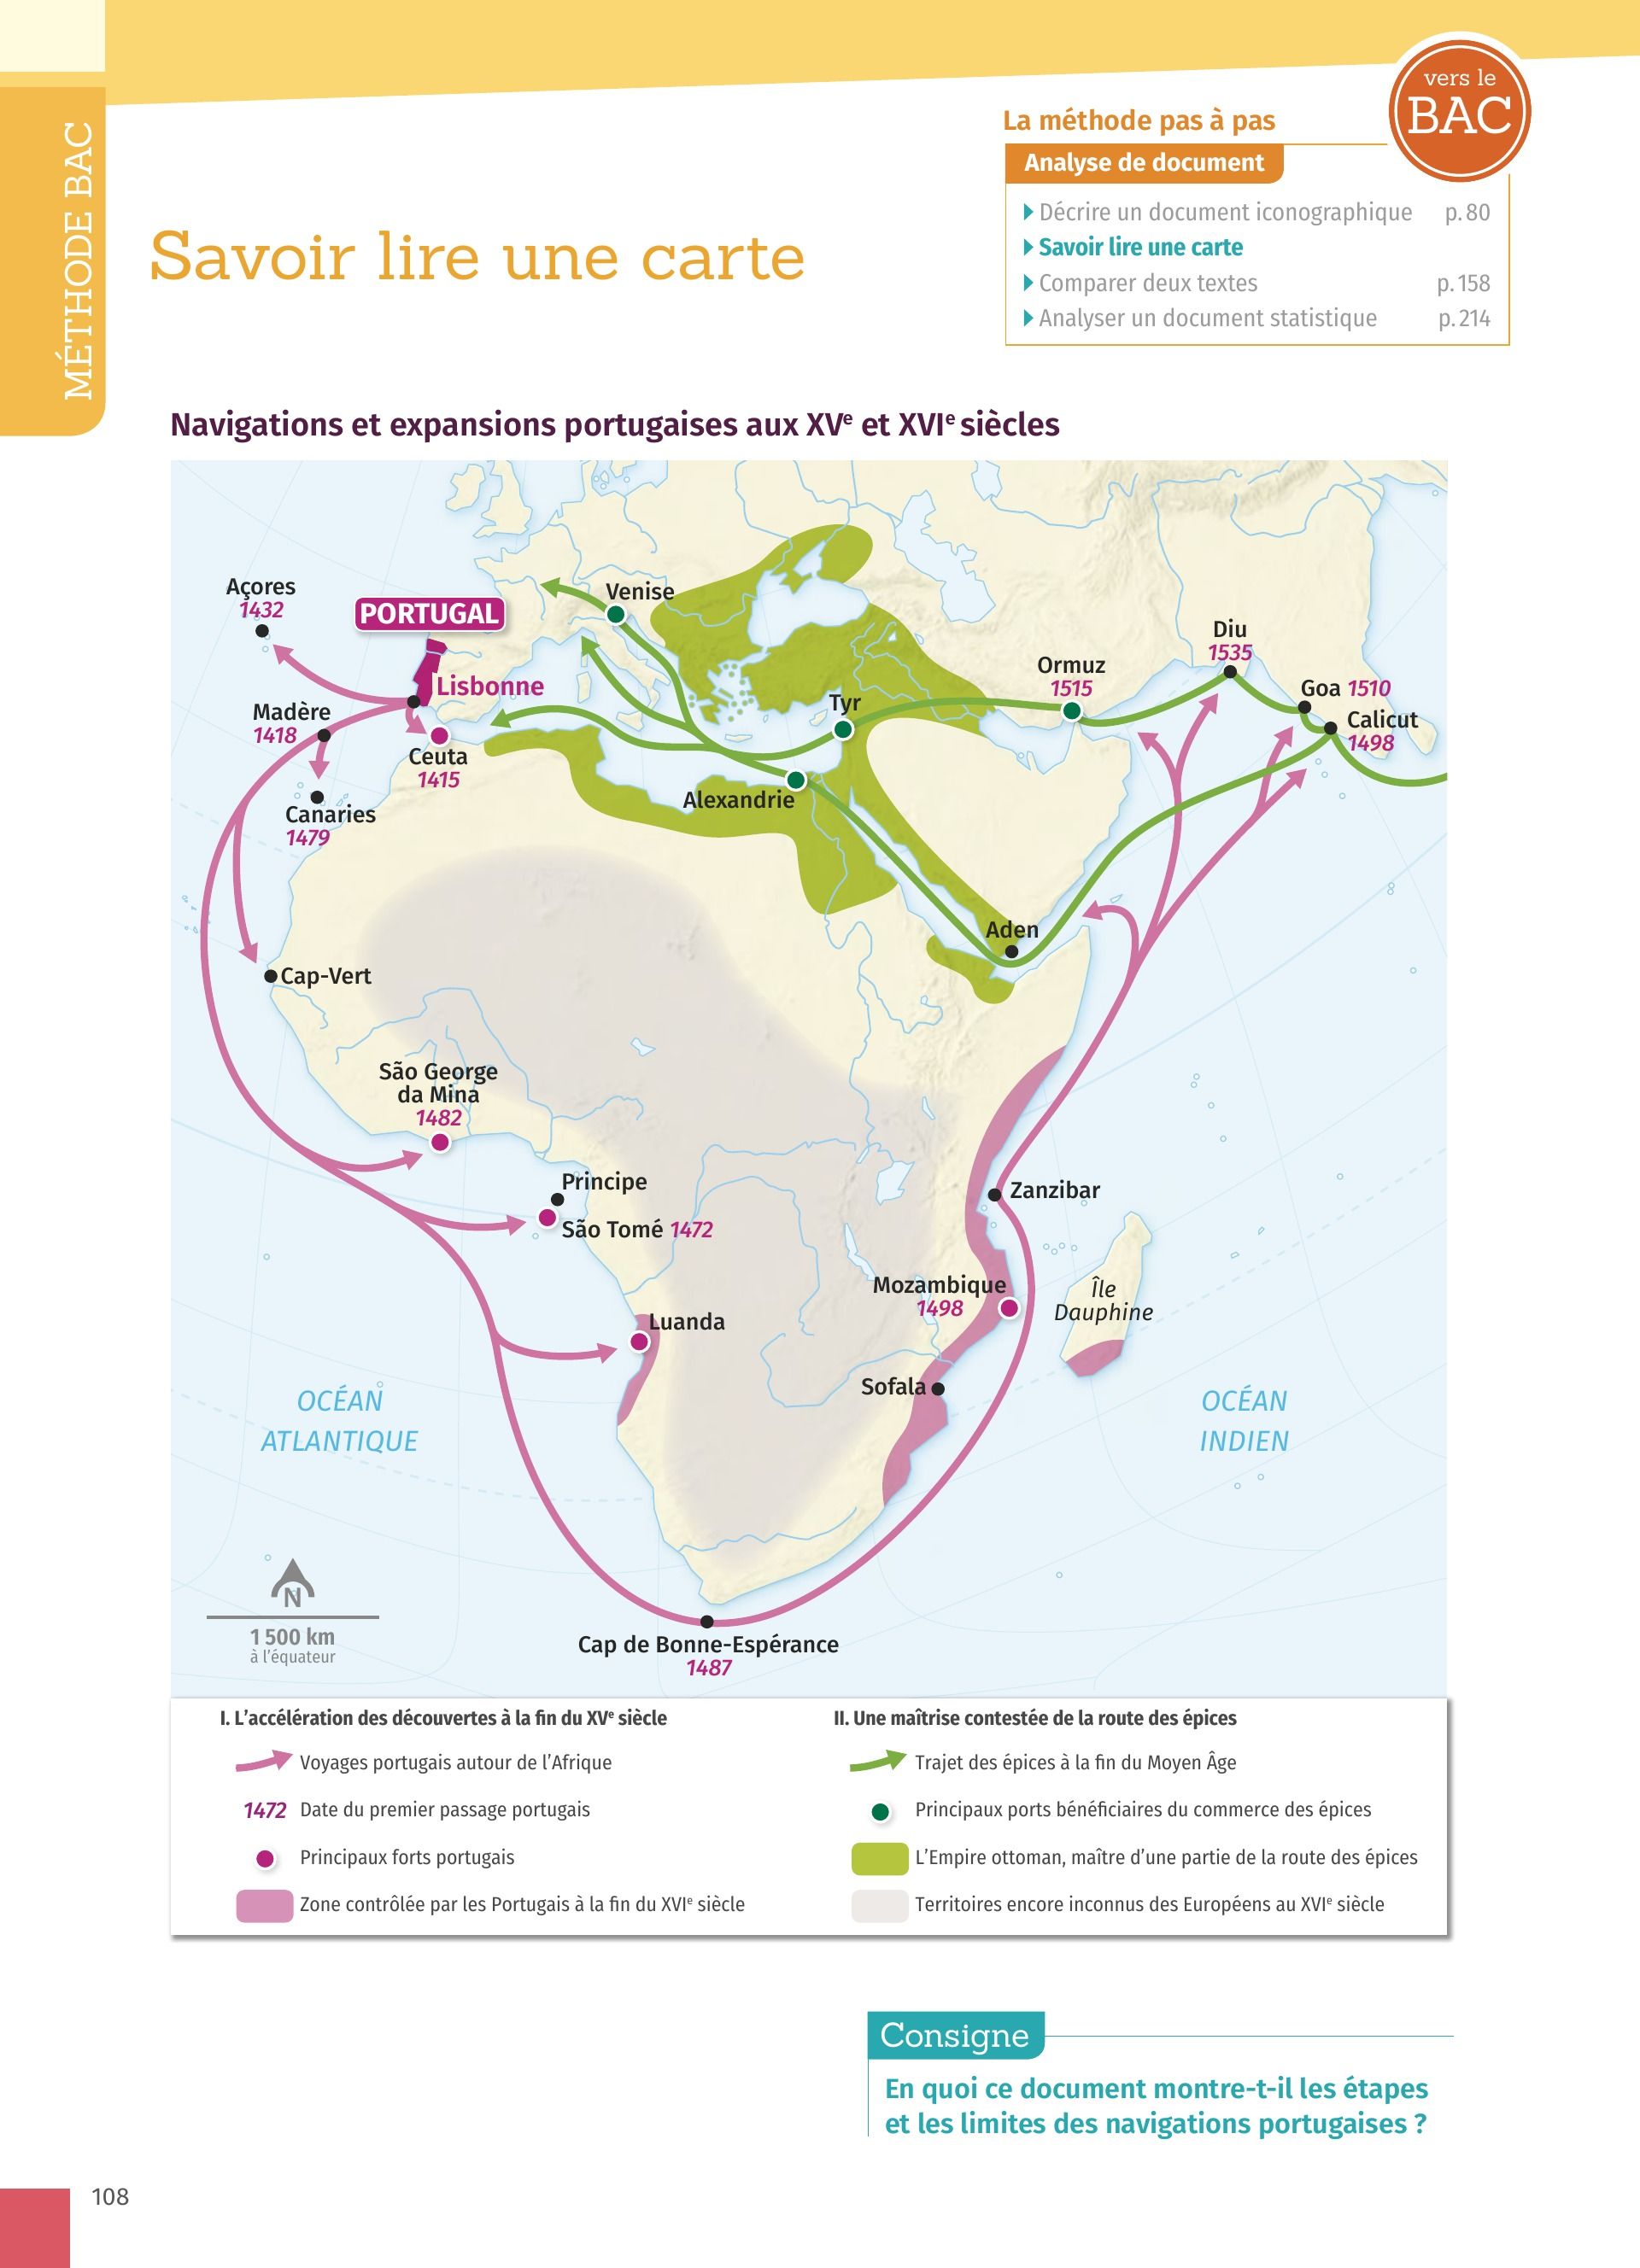 MÉTHODE BAC
vers le
BAC
La méthode pas à pas
Analyse de document
Décrire un document iconographique p. 80
Savoir lire une carte
Comparer deux textes p. 158
Analyser un document statistique p. 214
Savoir lire une carte
Navigations et expansions portugaises aux XVe et XVIe siècles
Açores
1432
PORTUGAL
Venise
Lisbonne
Madère
1418
Ceuta
1415
Canaries
1479
Tyr
Alexandrie
Ormuz
1515
Diu
1535
Goa 1510
Calicut
1498
Aden
Cap-Vert
São George
da Mina
1482
Principe
São Tomé 1472
Zanzibar
Mozambique
1498
Île
Dauphine
Luanda
Sofala
OCÉAN
ATLANTIQUE
OCÉAN
INDIEN
N
1 500 km
à l'équateur
Cap de Bonne-Espérance
1487
I. L'accélération des découvertes à la fin du XVe siècle
Voyages portugais autour de l'Afrique
1472 Date du premier passage portugais
Principaux forts portugais
Zone contrôlée par les Portugais à la fin du XVIe siècle
II. Une maîtrise contestée de la route des épices
Trajet des épices à la fin du Moyen Âge
Principaux ports bénéficiaires du commerce des épices
L'Empire ottoman, maître d'une partie de la route des épices
Territoires encore inconnus des Européens au XVIe siècle
Consigne
En quoi ce document montre-t-il les étapes
et les limites des navigations portugaises ?
108